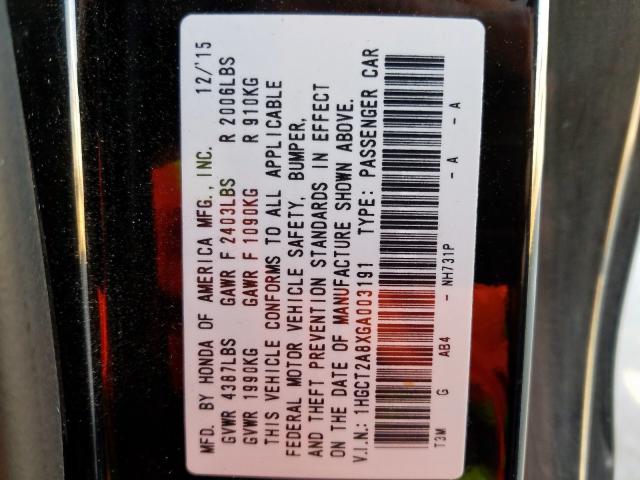 MFD. BY HONDA OF AMERICA MFG., INC. 12/'15
GVWR 4387LBS GAWR F 2403LBS R 2006LBS
GVWR 1990KG GAWR F 1090KG R 910KG
THIS VEHICLE CONFORMS TO ALL APPLICABLE
FEDERAL MOTOR VEHICLE SAFETY, BUMPER,
AND THEFT PREVENTION STANDARDS IN EFFECT
ON THE DATE OF MANUFACTURE SHOWN ABOVE.
V.I.N.: 1HGCT2A8XGA003191 TYPE: PASSENGER CAR
T3M G AB4 - NH731P - A - A